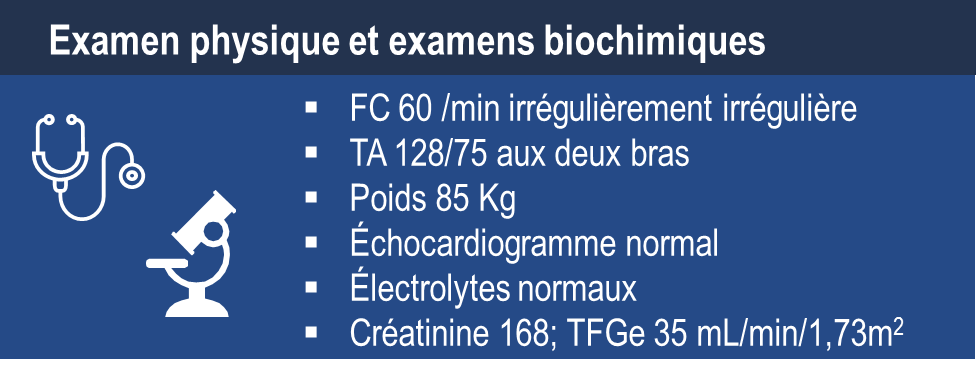 Examen physique et examens biochimiques
▪ FC 60 /min irrégulièrement irrégulière
▪ TA 128/75 aux deux bras
▪ Poids 85 Kg
▪ Échocardiogramme normal
▪ Électrolytes normaux
▪ Créatinine 168; TFGe 35 mL/min/1,73m²